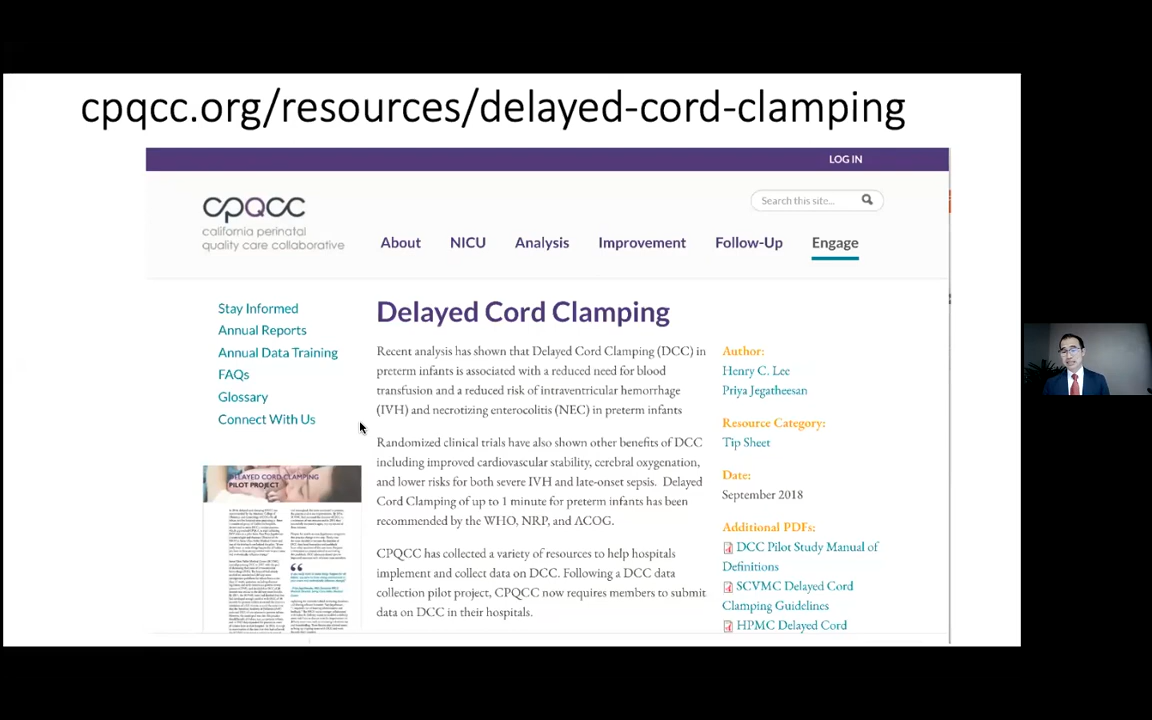 cpqcc.org/resources/delayed-cord-clamping
LOG IN
cpqcc
california perinatal
quality care collaborative
Search this site...
About
NICU
Analysis
Improvement
Follow-Up
Engage
Stay Informed
Annual Reports
Annual Data Training
FAQs
Glossary
Connect With Us
DELAYED CORD CLAMPING
PILOT PROJECT
Delayed Cord Clamping
Recent analysis has shown that Delayed Cord Clamping (DCC) in
preterm infants is associated with a reduced need for blood
transfusion and a reduced risk of intraventricular hemorrhage
(IVH) and necrotizing enterocolitis (NEC) in preterm infants
Randomized clinical trials have also shown other benefits of DCC
including improved cardiovascular stability, cerebral oxygenation,
and lower risks for both severe IVH and late-onset sepsis. Delayed
Cord Clamping of up to 1 minute for preterm infants has been
recommended by the WHO, NRP, and ACOG.
CPQCC has collected a variety of resources to help hospitals
implement and collect data on DCC. Following a DCC data
collection pilot project, CPQCC now requires members to submit
data on DCC in their hospitals.
Author:
Henry C. Lee
Priya Jegatheesan
Resource Category:
Tip Sheet
Date:
September 2018
Additional PDFs:
DCC Pilot Study Manual of
Definitions
SCVMC Delayed Cord
Clamping Guidelines
HPMC Delayed Cord